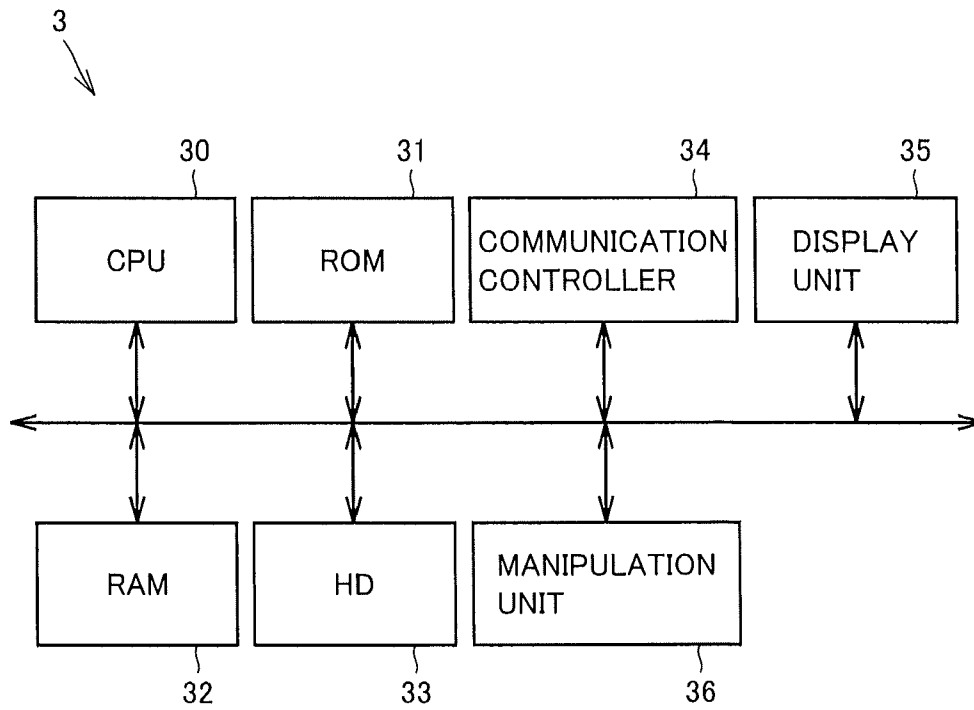 3
30
31
34
35
CPU
ROM
COMMUNICATION
CONTROLLER
DISPLAY
UNIT
RAM
HD
MANIPULATION
UNIT
32
33
36